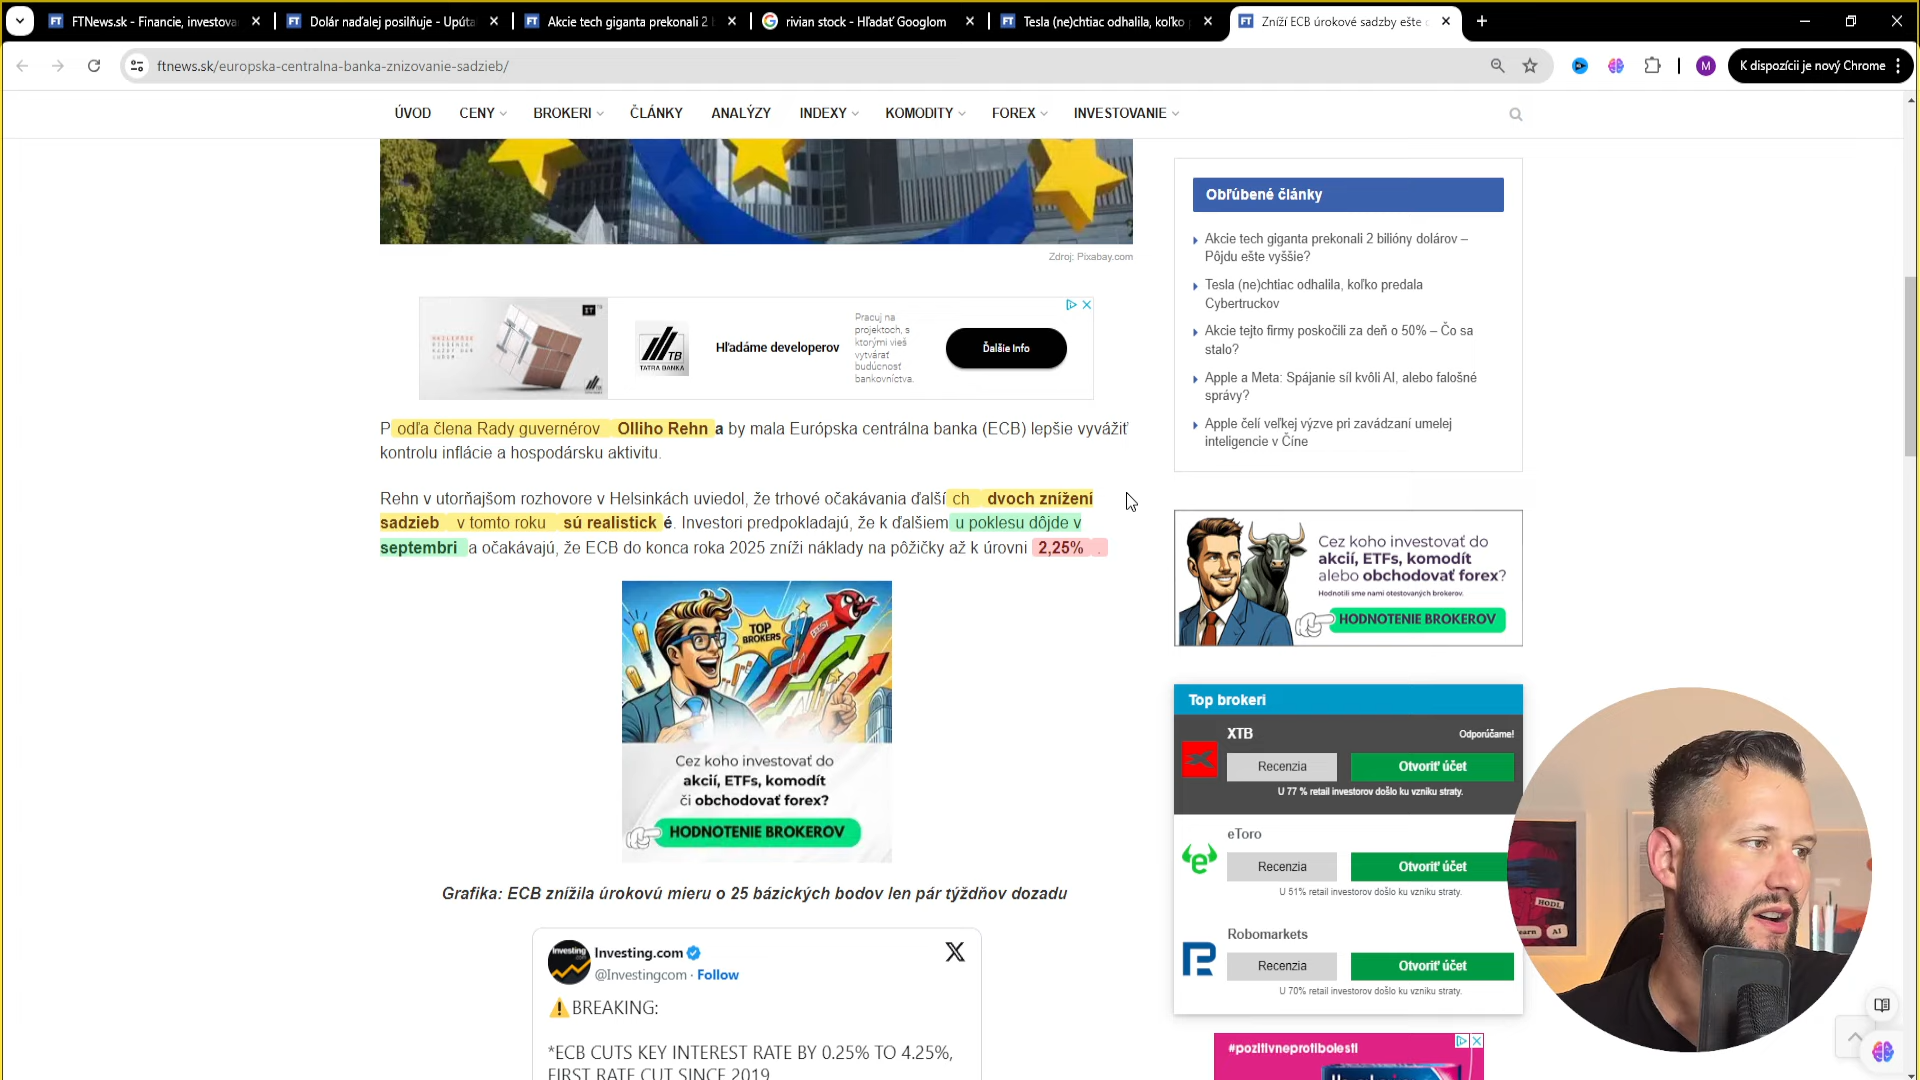 FTNews.sk - Financie, investova
Dolár naďalej posilňuje - Upúta
Akcie tech giganta prekonali 2
rivian stock - Hľadať Googlom
Tesla (ne)chtiac odhalila, koľko
Zníži ECB úrokové sadzby ešte
ftnews.sk/europska-centralna-banka-znizovanie-sadzieb/
M
K dispozícii je nový Chrome
ÚVOD
CENY
BROKERI
ČLÁNKY
ANALÝZY
INDEXY
KOMODITY
FOREX
INVESTOVANIE
Zdroj: Pixabay.com
IT
TB
TATRA BANKA
Hľadáme developerov
Pracuj na
projektoch, s
ktorými vieš
vytvárať
budúcnosť
bankovníctva.
Ďalšie Info
Podľa člena Rady guvernérov Olliho Rehna by mala Európska centrálna banka (ECB) lepšie vyvážiť
kontrolu inflácie a hospodársku aktivitu.
Rehn v utorňajšom rozhovore v Helsinkách uviedol, že trhové očakávania ďalších dvoch znížení
sadzieb v tomto roku sú realistické. Investori predpokladajú, že k ďalšiemu poklesu dôjde v
septembri a očakávajú, že ECB do konca roka 2025 zníži náklady na pôžičky až k úrovni 2,25%.
TOP
BROKERS
Cez koho investovať do
akcií, ETFs, komodít
či obchodovať forex?
HODNOTENIE BROKEROV
Grafika: ECB znížila úrokovú mieru o 25 bázických bodov len pár týždňov dozadu
Investing
Investing.com
@Investingcom · Follow
⚠️BREAKING:
*ECB CUTS KEY INTEREST RATE BY 0.25% TO 4.25%,
FIRST RATE CUT SINCE 2019
Obľúbené články
Akcie tech giganta prekonali 2 bilióny dolárov –
Pôjdu ešte vyššie?
Tesla (ne)chtiac odhalila, koľko predala
Cybertruckov
Akcie tejto firmy poskočili za deň o 50% – Čo sa
stalo?
Apple a Meta: Spájanie síl kvôli AI, alebo falošné
správy?
Apple čelí veľkej výzve pri zavádzaní umelej
inteligencie v Číne
Cez koho investovať do
akcií, ETFs, komodít
alebo obchodovať forex?
Hodnotili sme nami otestovaných brokerov.
HODNOTENIE BROKEROV
Top brokeri
XTB
Odporúčame!
Recenzia
Otvoriť účet
U 77 % retail investorov došlo ku vzniku straty.
eToro
Recenzia
Otvoriť účet
U 51% retail investorov došlo ku vzniku straty.
Robomarkets
Recenzia
Otvoriť účet
U 70% retail investorov došlo ku vzniku straty.
#pozitivneprotibolesti
HODL
AI